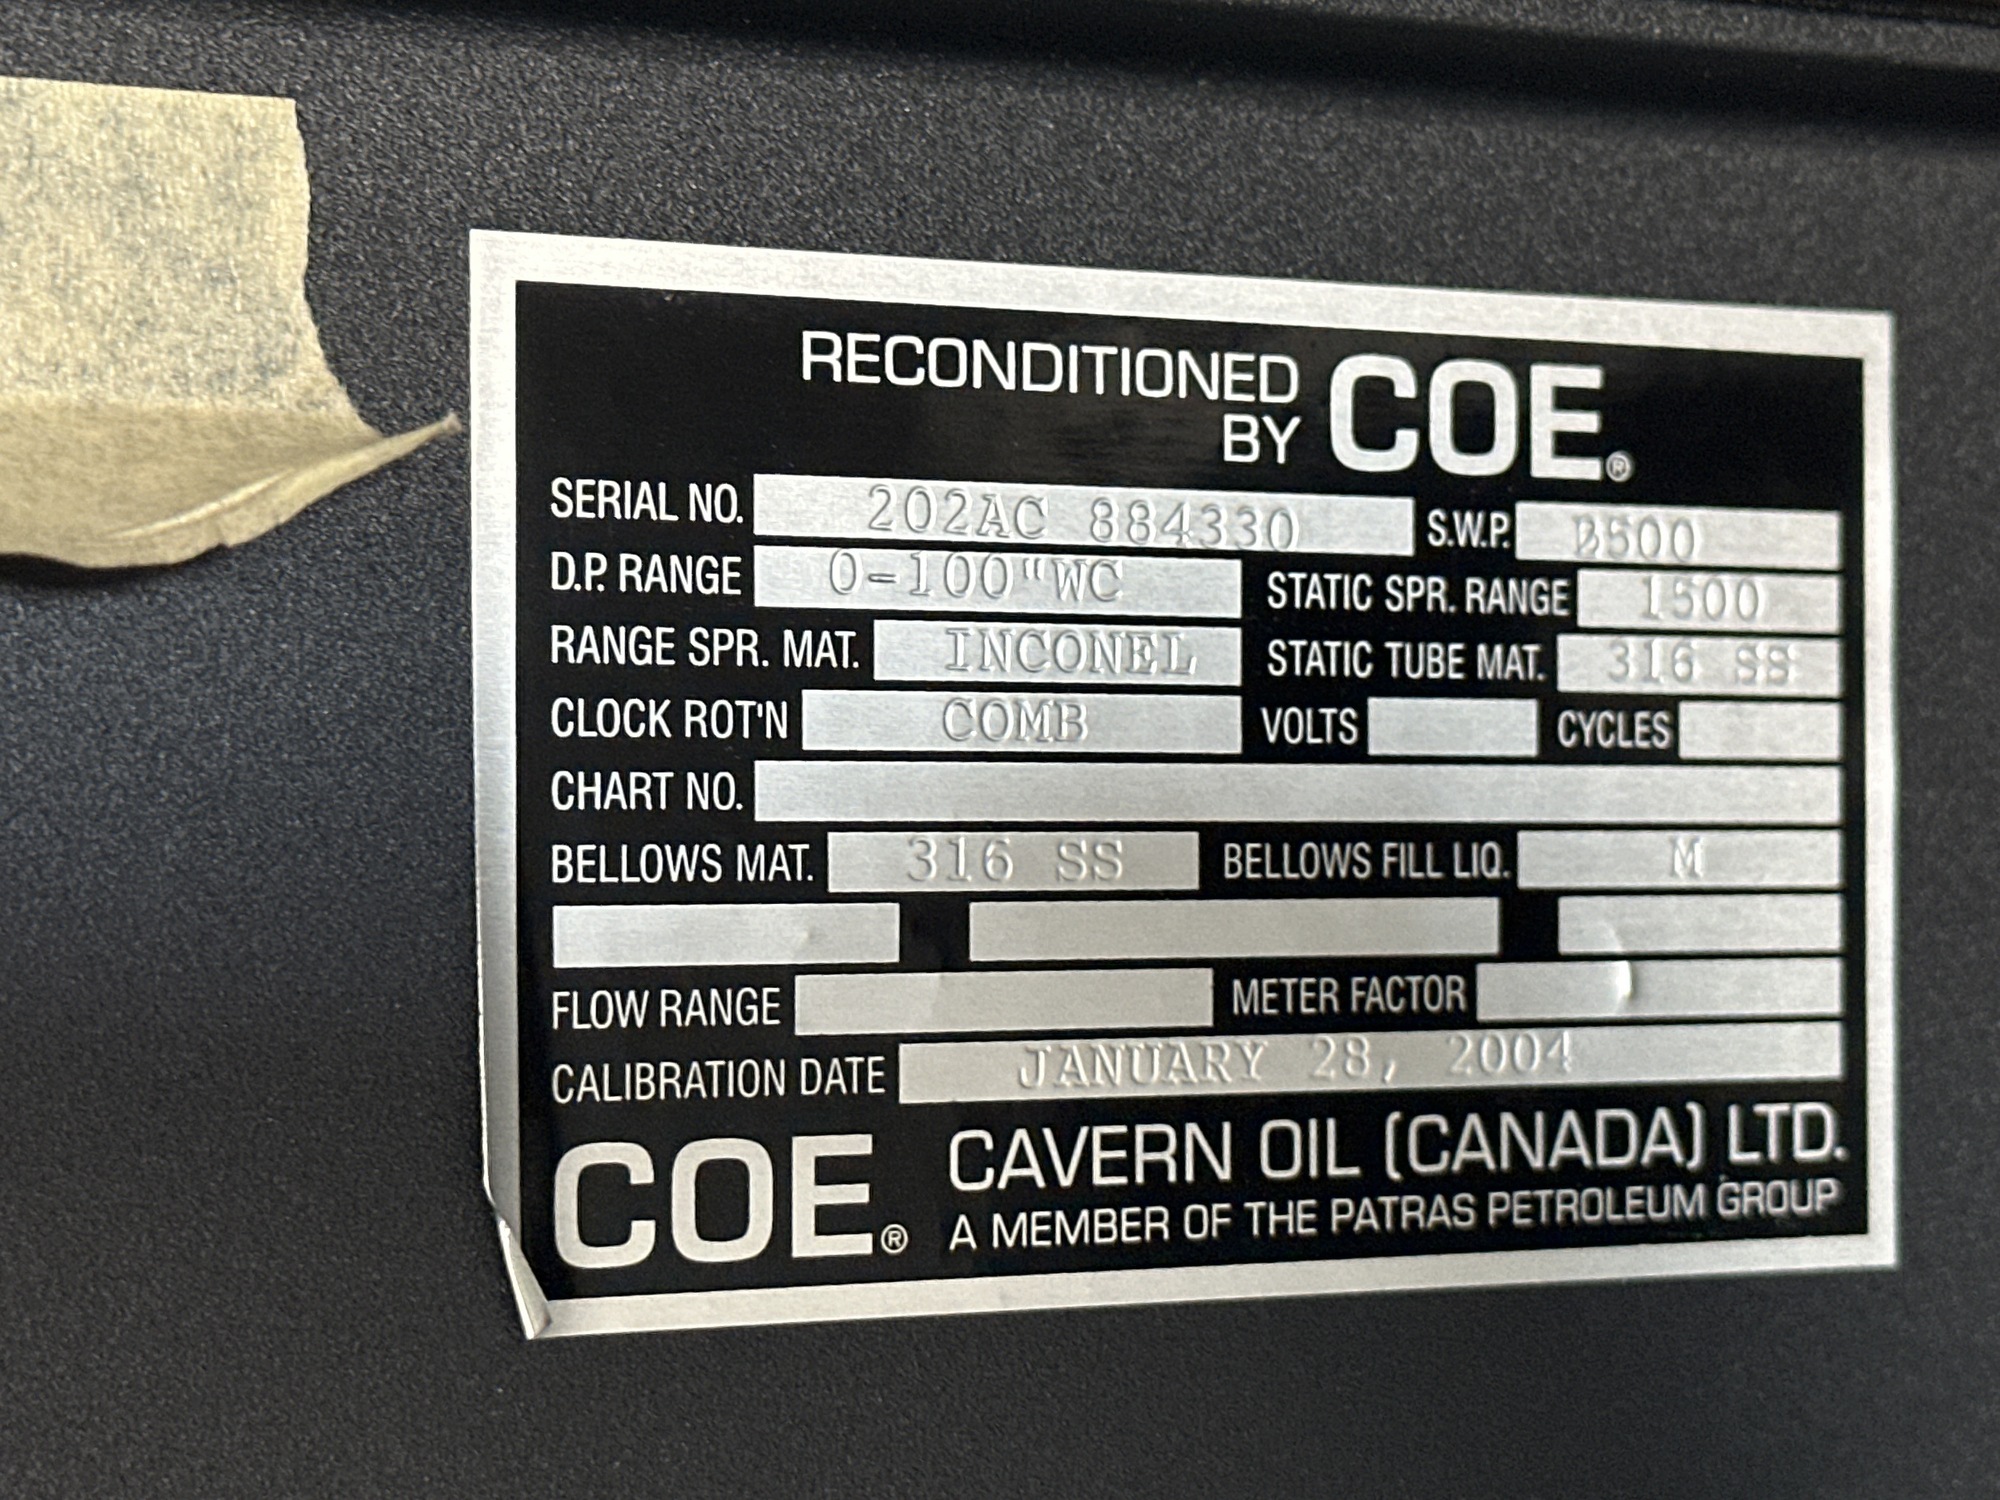 RECONDITIONED
BY COE®
SERIAL NO. 202AC 884330 S.W.P. B500
D.P. RANGE 0-100"WC STATIC SPR. RANGE 1500
RANGE SPR. MAT. INCONEL STATIC TUBE MAT. 316 SS
CLOCK ROT'N COMB VOLTS CYCLES
CHART NO.
BELLOWS MAT. 316 SS BELLOWS FILL LIQ. M
FLOW RANGE METER FACTOR
CALIBRATION DATE JANUARY 28, 2004
COE® CAVERN OIL (CANADA) LTD.
A MEMBER OF THE PATRAS PETROLEUM GROUP